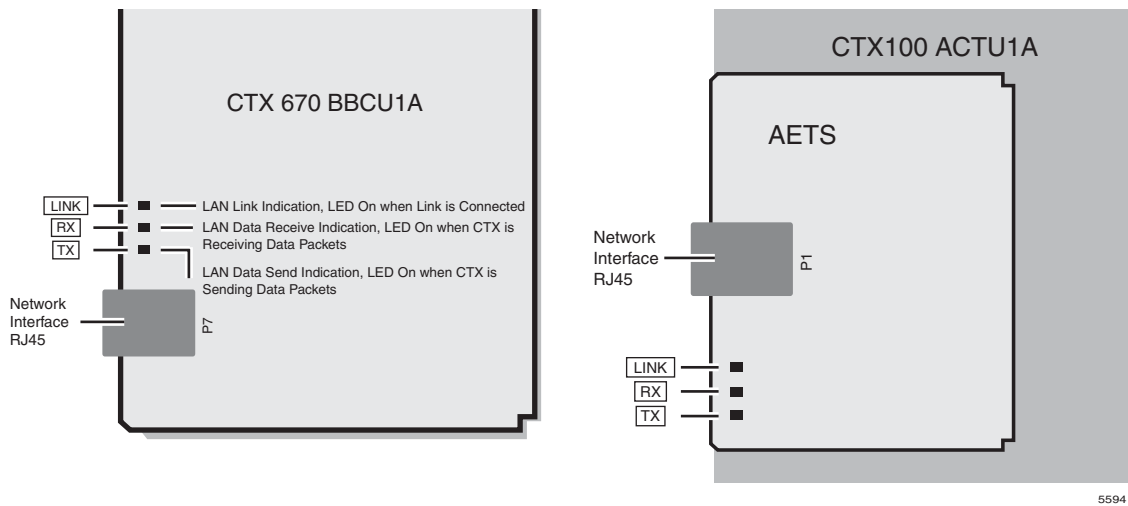 CTX 670 BBCU1A
LINK
LAN Link Indication, LED On when Link is Connected
RX
LAN Data Receive Indication, LED On when CTX is
Receiving Data Packets
TX
LAN Data Send Indication, LED On when CTX is
Sending Data Packets
Network
Interface
RJ45
P7
CTX100 ACTU1A
AETS
Network
Interface
RJ45
P1
LINK
RX
TX
5594